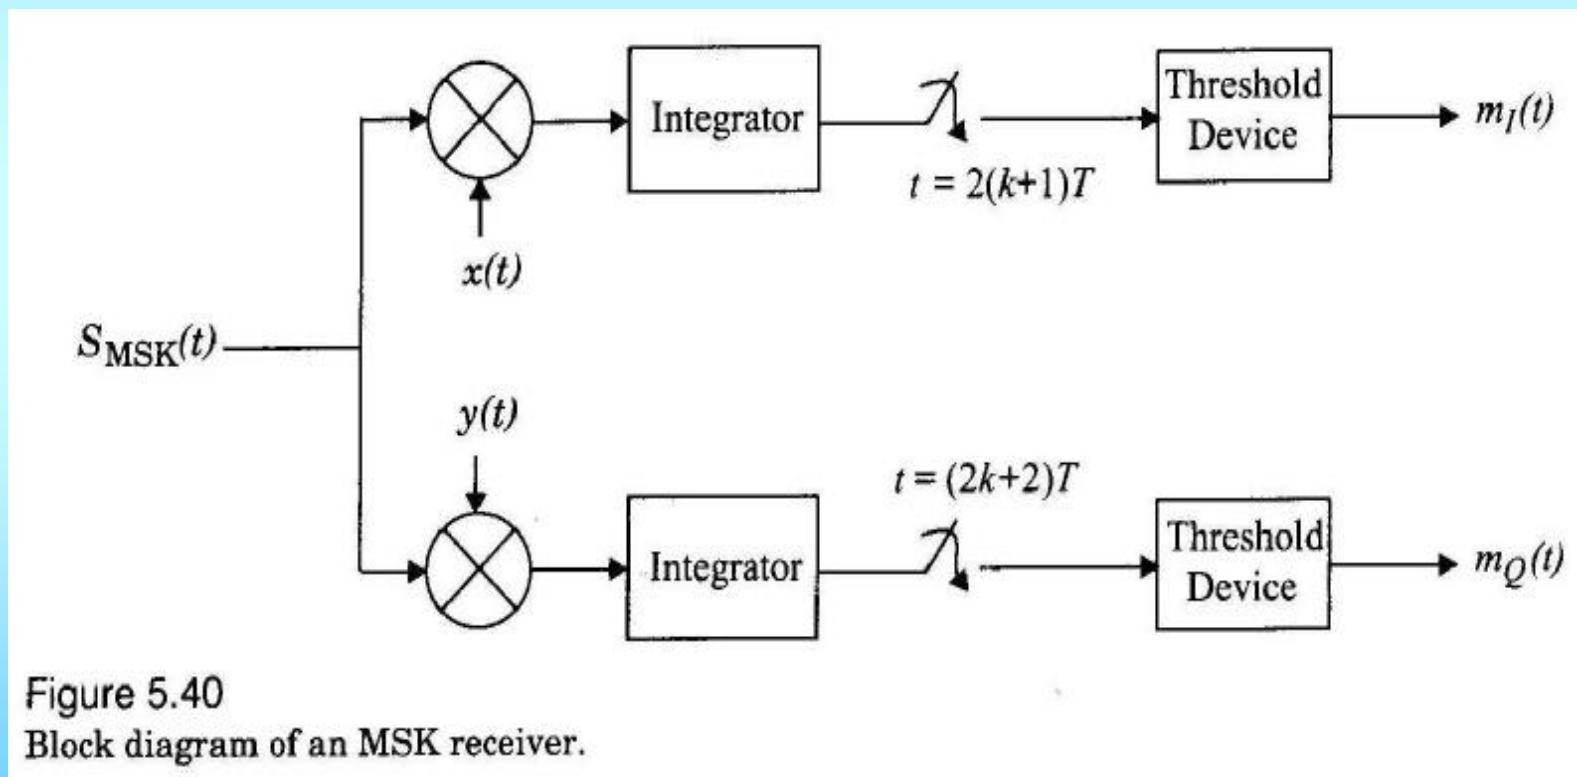 Integrator
Threshold
Device
m_I(t)
t = 2(k+1)T
x(t)
S_MSK(t)
y(t)
t = (2k+2)T
Integrator
Threshold
Device
m_Q(t)
Figure 5.40
Block diagram of an MSK receiver.